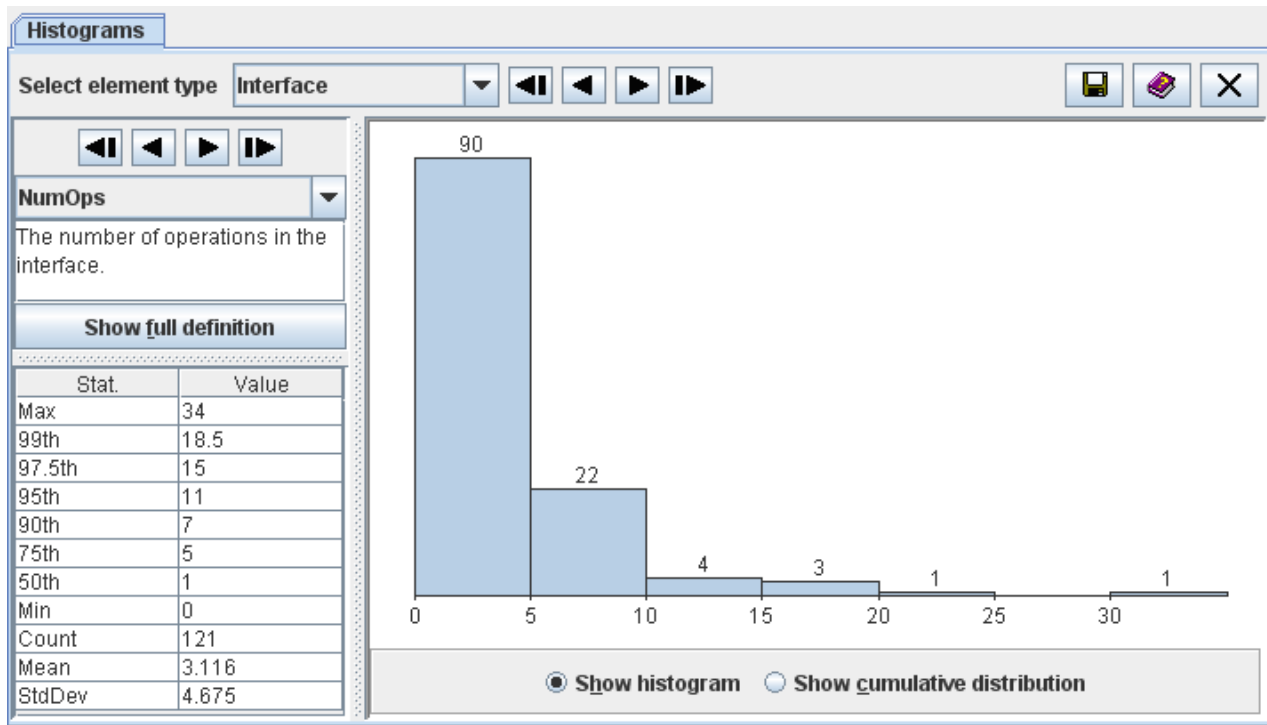 Histograms
Select element type Interface
NumOps
The number of operations in the
interface.
Show full definition
Stat. Value
Max 34
99th 18.5
97.5th 15
95th 11
90th 7
75th 5
50th 1
Min 0
Count 121
Mean 3.116
StdDev 4.675
90
22
4
3
1
1
0 5 10 15 20 25 30
Show histogram Show cumulative distribution